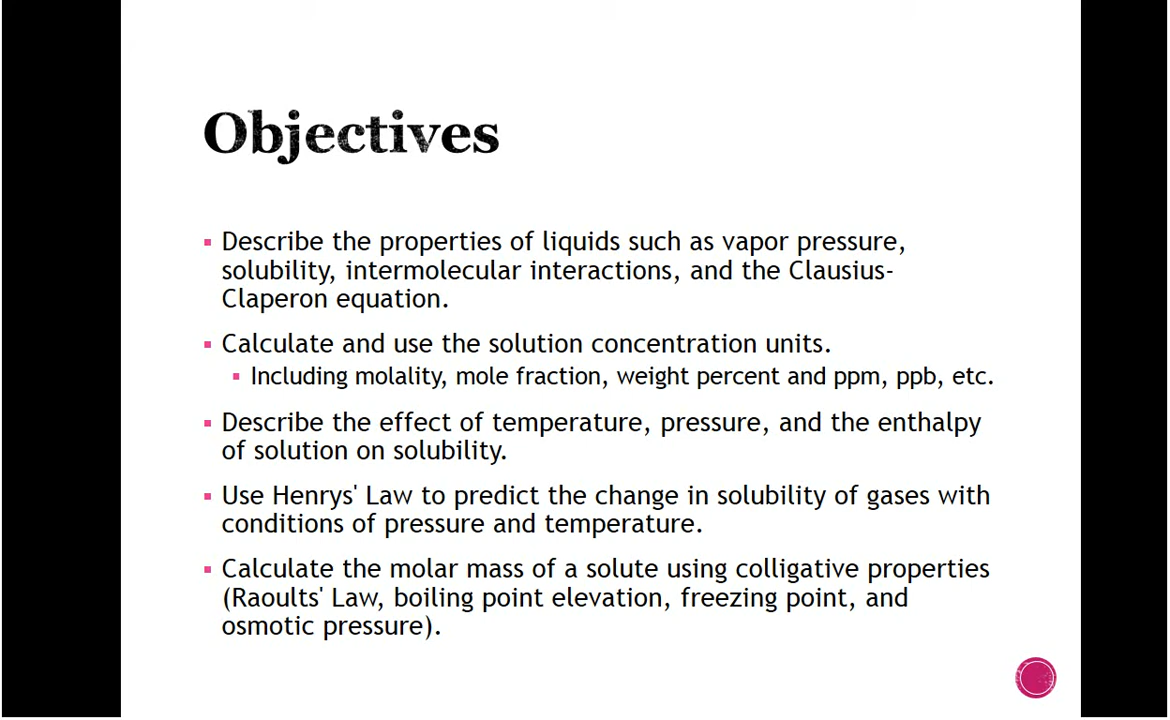 Objectives
Describe the properties of liquids such as vapor pressure,
solubility, intermolecular interactions, and the Clausius-
Claperon equation.
Calculate and use the solution concentration units.
Including molality, mole fraction, weight percent and ppm, ppb, etc.
Describe the effect of temperature, pressure, and the enthalpy
of solution on solubility.
Use Henrys' Law to predict the change in solubility of gases with
conditions of pressure and temperature.
Calculate the molar mass of a solute using colligative properties
(Raoults' Law, boiling point elevation, freezing point, and
osmotic pressure).